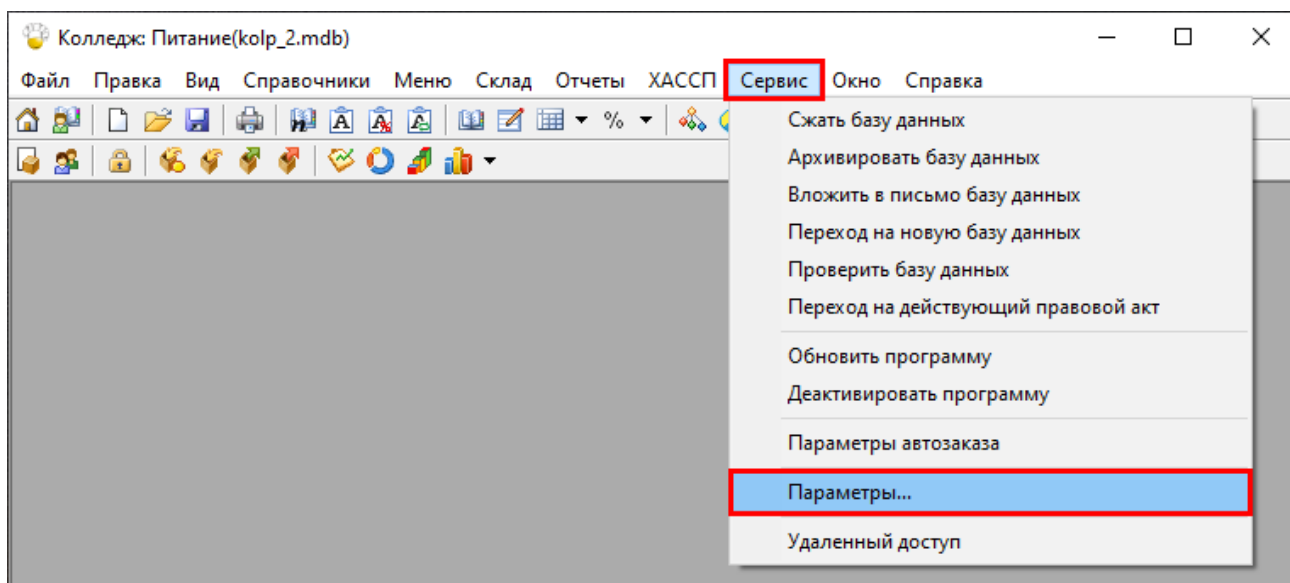 Колледж: Питание(kolp_2.mdb)
Файл Правка Вид Справочники Меню Склад Отчеты ХАССП Сервис Окно Справка
Сжать базу данных
Архивировать базу данных
Вложить в письмо базу данных
Переход на новую базу данных
Проверить базу данных
Переход на действующий правовой акт
Обновить программу
Деактивировать программу
Параметры автозаказа
Параметры...
Удаленный доступ